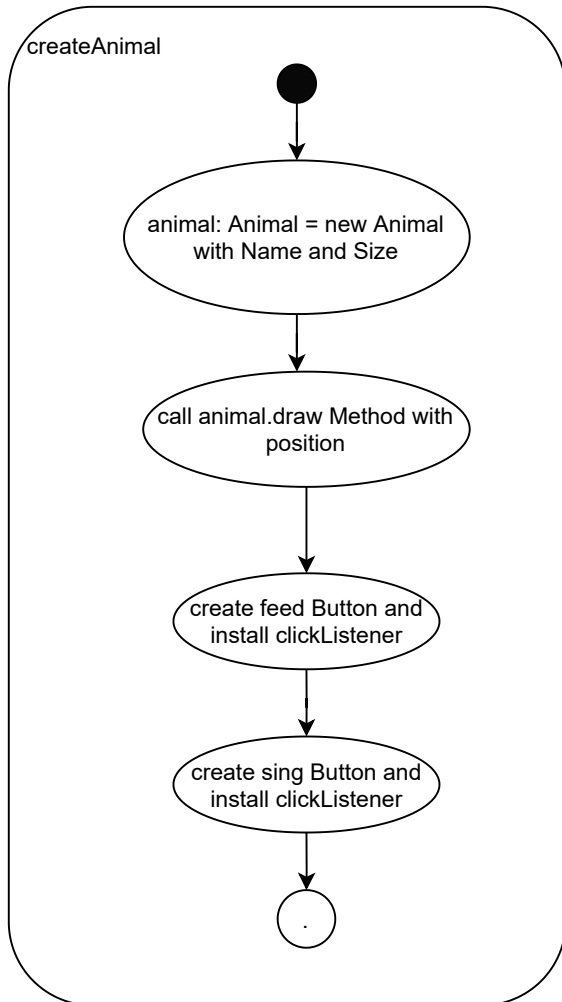 createAnimal
animal: Animal = new Animal
with Name and Size
call animal.draw Method with
position
create feed Button and
install clickListener
create sing Button and
install clickListener
.